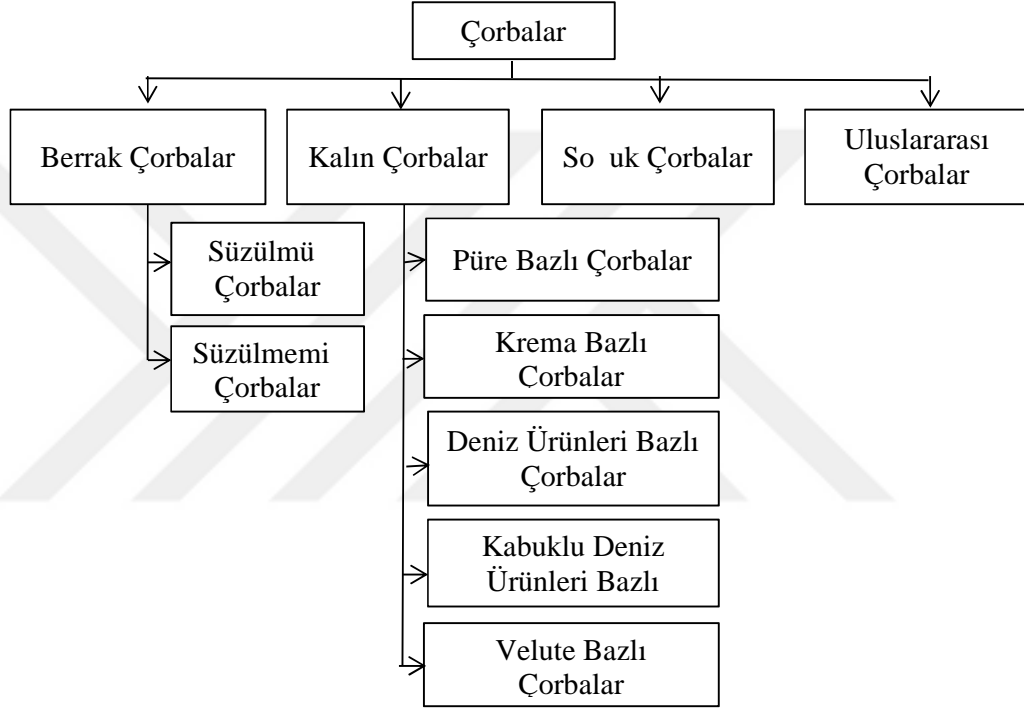 Çorbalar
Berrak Çorbalar
Kalın Çorbalar
So uk Çorbalar
Uluslararası
Çorbalar
Süzülmü
Çorbalar
Süzülmemi
Çorbalar
Püre Bazlı Çorbalar
Krema Bazlı
Çorbalar
Deniz Ürünleri Bazlı
Çorbalar
Kabuklu Deniz
Ürünleri Bazlı
Velute Bazlı
Çorbalar